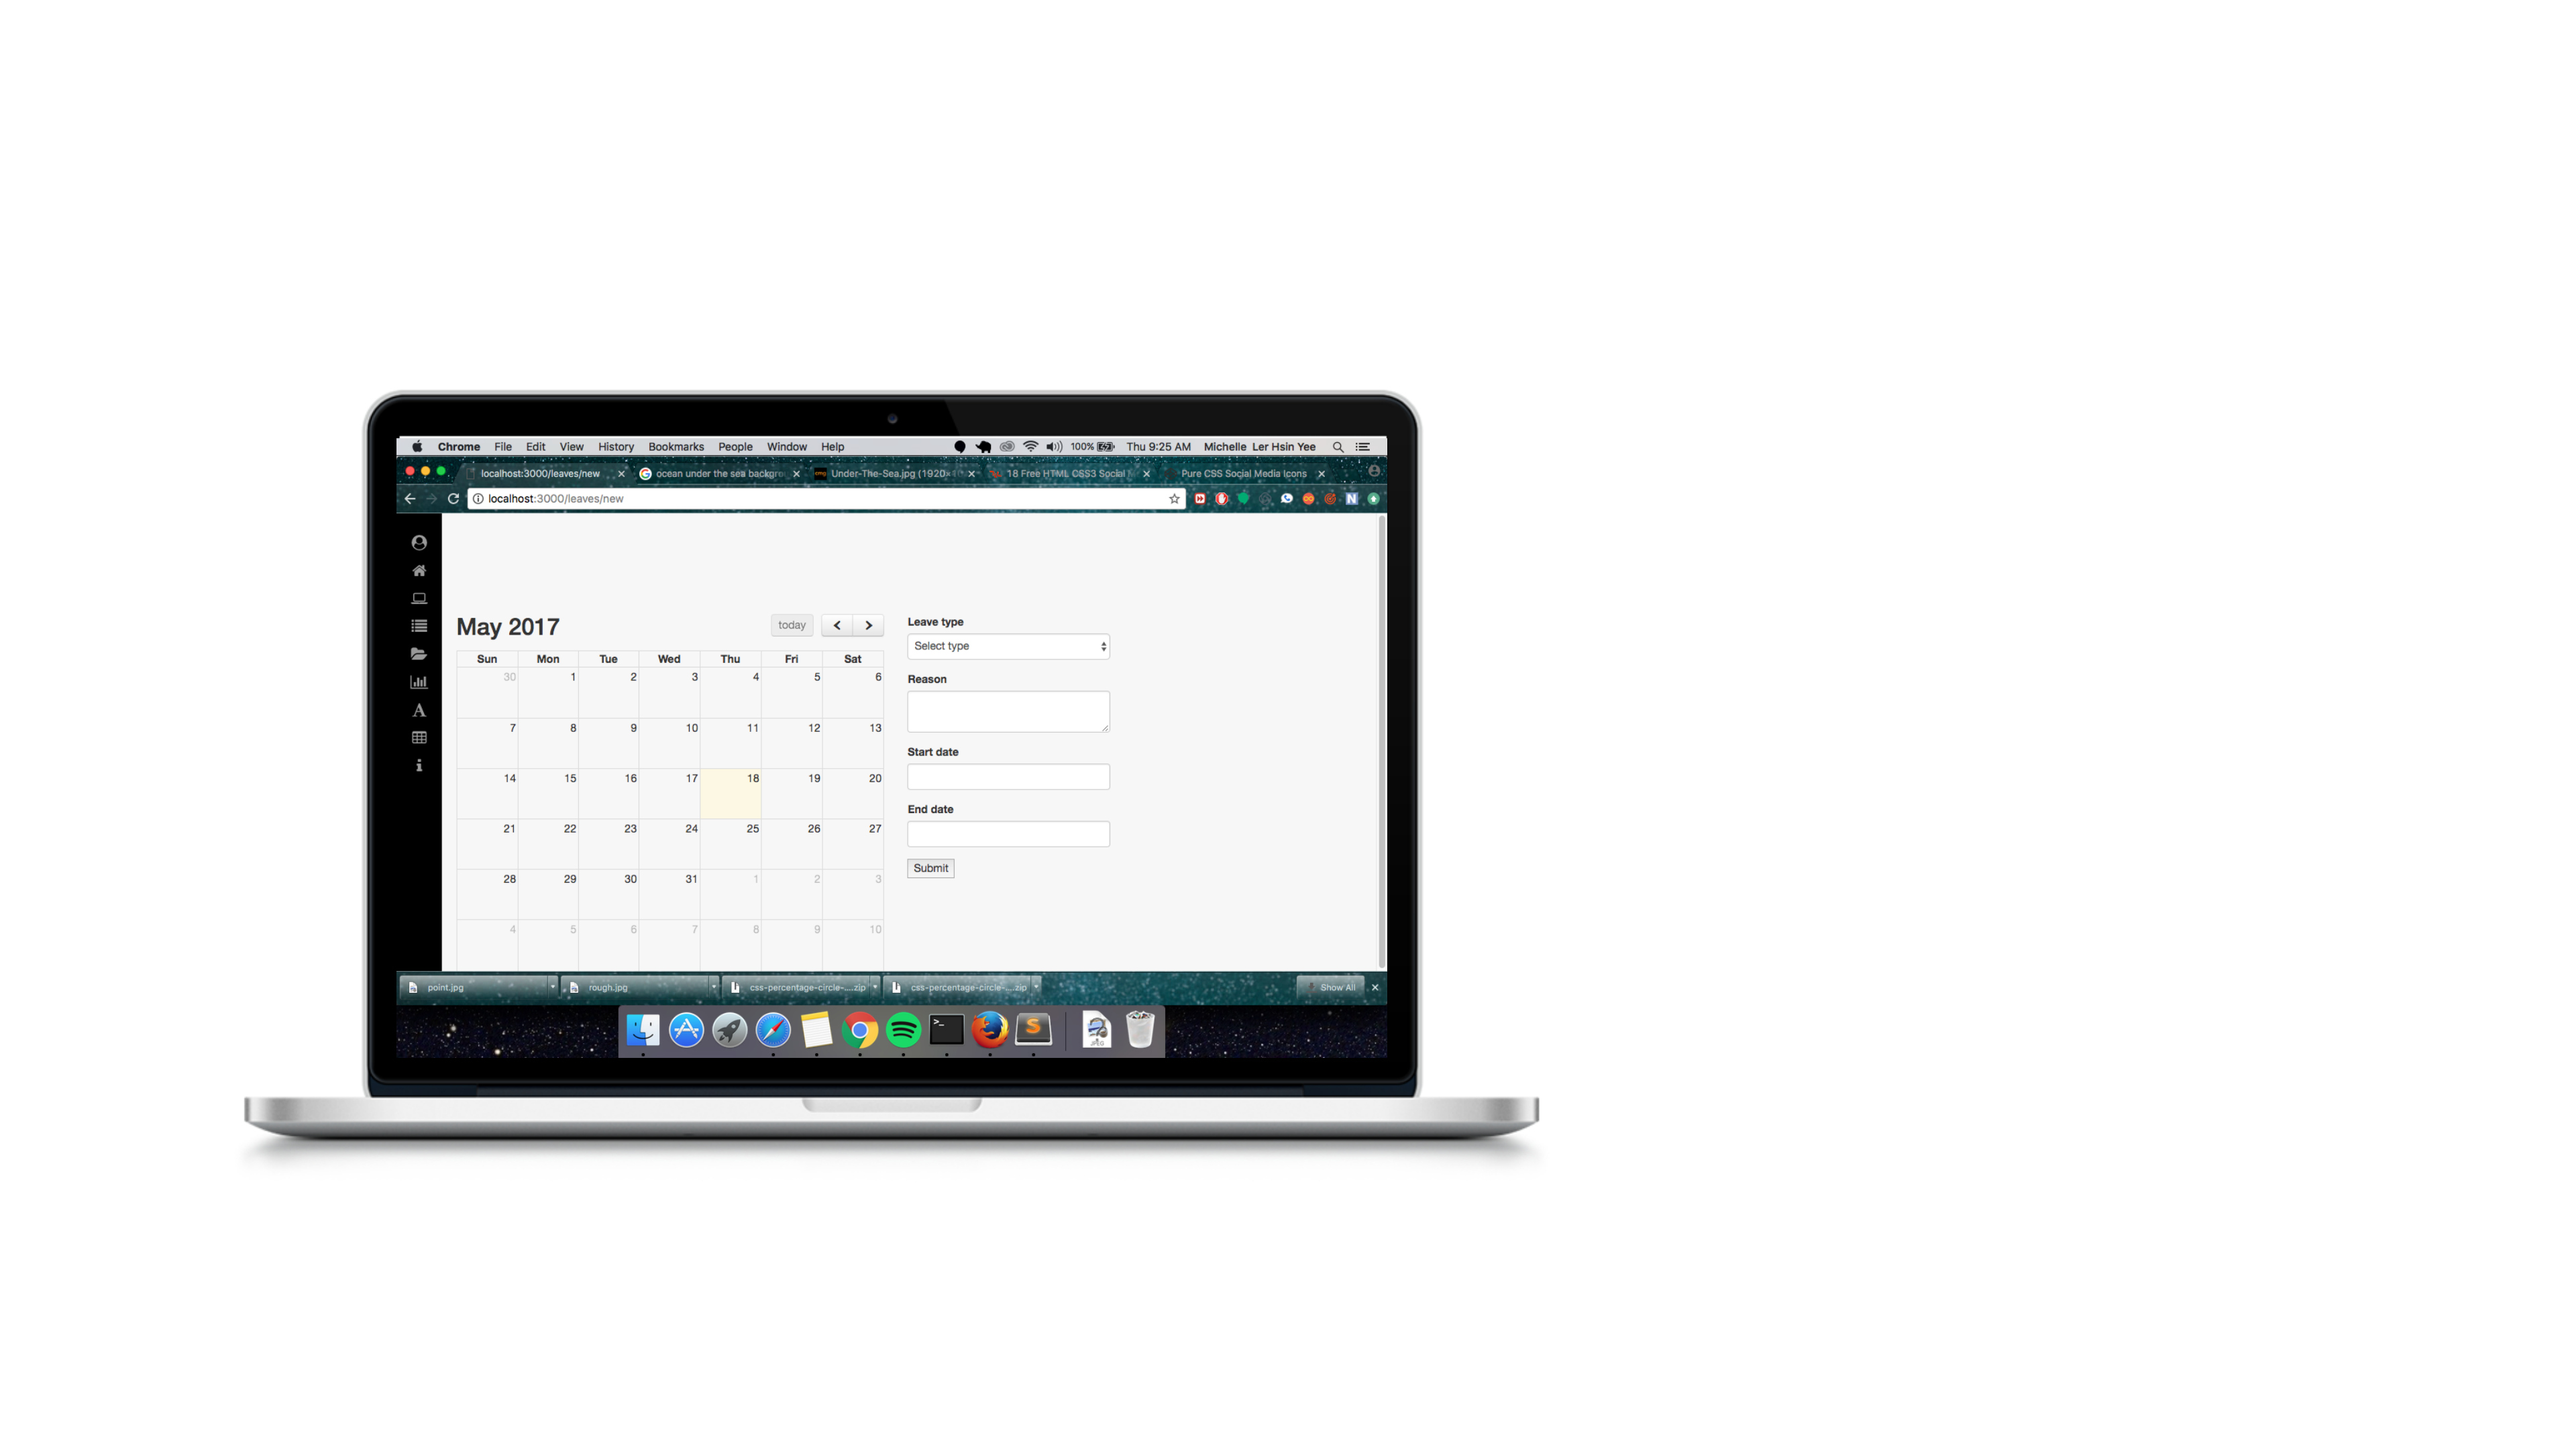 Chrome File Edit View History Bookmarks People Window Help 100% Thu 9:25 AM Michelle Ler Hsin Yee
localhost:3000/leaves/new ocean under the sea backgro Under-The-Sea.jpg (1920× 18 Free HTML CSS3 Social Pure CSS Social Media Icons
localhost:3000/leaves/new
May 2017 today
Sun Mon Tue Wed Thu Fri Sat
30 1 2 3 4 5 6
7 8 9 10 11 12 13
14 15 16 17 18 19 20
21 22 23 24 25 26 27
28 29 30 31 1 2 3
4 5 6 7 8 9 10
Leave type
Select type
Reason
Start date
End date
Submit
point.jpg rough.jpg css-percentage-circle-....zip css-percentage-circle-....zip Show All